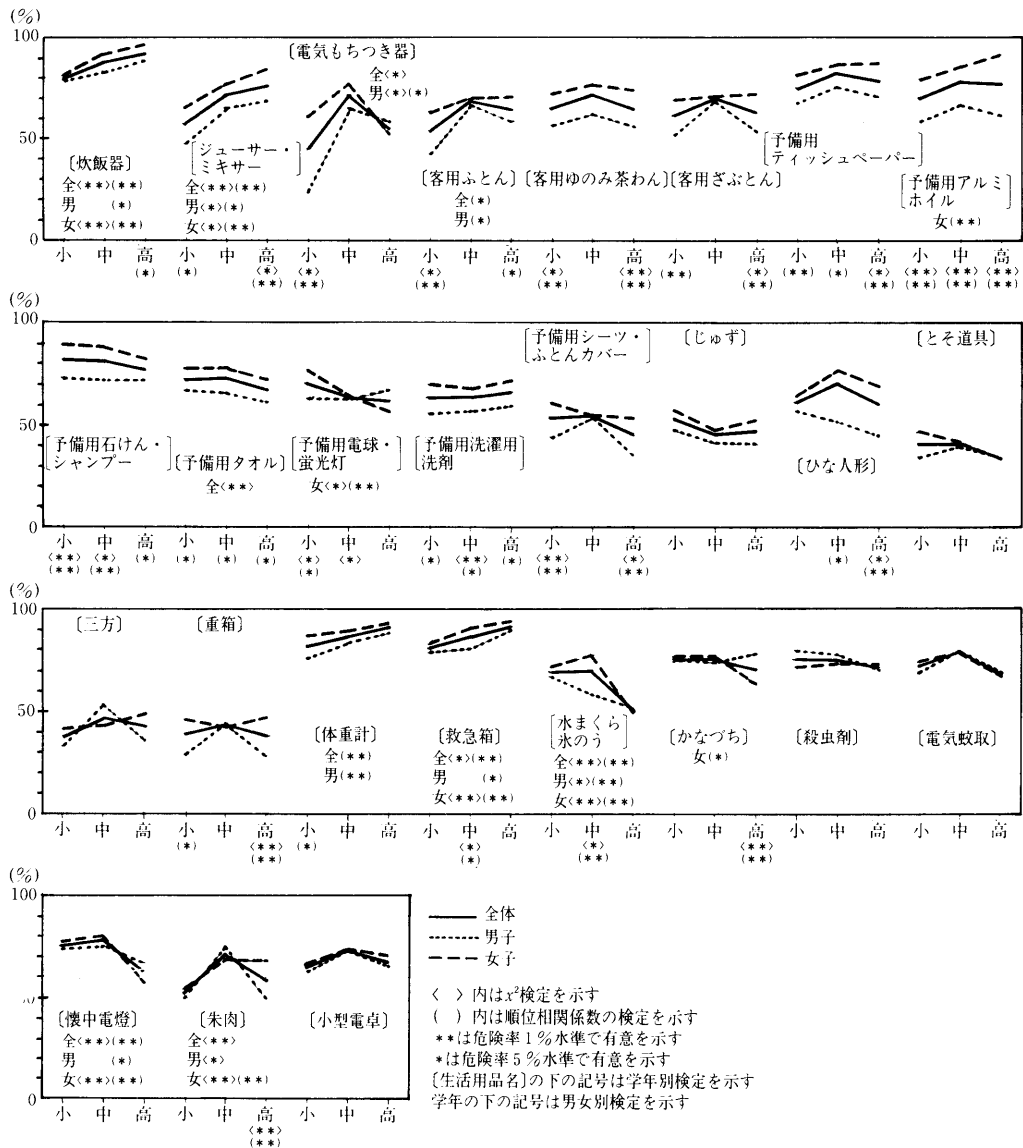 (%)
100
50
0
〔炊飯器〕
全〈**〉(**)
男 (*)
女〈**〉(**)
〔ジューサー・ミキサー〕
全〈**〉(**)
男〈*〉(*)
女〈*〉(**)
〔電気もちつき器〕
全〈*〉
男〈*〉(*)
〔客用ふとん〕
全(*)
男(*)
〔客用ゆのみ茶わん〕
〔客用ざぶとん〕
〔予備用ティッシュペーパー〕
〔予備用アルミホイル〕
女(**)
小 中 高 小 中 高 小 中 高 小 中 高 小 中 高 小 中 高 小 中 高 小 中 高
(*) (*) 〈*〉(**) 〈*〉(**) 〈*〉(**) (*) 〈*〉(**) 〈**〉(**) (**) 〈*〉(**) (**) (*) 〈*〉(**) 〈**〉(**) 〈**〉(**) 〈**〉(**)
(%)
100
50
0
〔予備用石けん・シャンプー〕
〔予備用タオル〕
全〈**〉
〔予備用電球・蛍光灯〕
女〈*〉(**)
〔予備用洗濯用洗剤〕
〔予備用シーツ・ふとんカバー〕
〔じゅず〕
〔ひな人形〕
〔とそ道具〕
小 中 高 小 中 高 小 中 高 小 中 高 小 中 高 小 中 高 小 中 高 小 中 高
〈**〉(**) 〈*〉(**) (*) (*) (*) (*) 〈*〉(*) 〈*〉 (*) 〈**〉(*) (*) 〈**〉(**) 〈*〉(**) (*) (*) 〈*〉(**)
(%)
100
50
0
〔三方〕
〔重箱〕
〔体重計〕
全(**)
男(**)
〔救急箱〕
全〈*〉(**)
男 (*)
女〈**〉(**)
〔水まくら氷のう〕
全〈**〉(**)
男〈*〉(**)
女〈**〉(**)
〔かなづち〕
女(*)
〔殺虫剤〕
〔電気蚊取〕
小 中 高 小 中 高 小 中 高 小 中 高 小 中 高 小 中 高 小 中 高 小 中 高
(*) 〈**〉(**) (*) 〈*〉(*) 〈*〉(**) 〈**〉(**)
(%)
100
0
〔懐中電燈〕
全〈**〉(**)
男 (*)
女〈**〉(**)
〔朱肉〕
全〈**〉
男〈*〉
女〈**〉(**)
〔小型電卓〕
小 中 高 小 中 高 小 中 高
〈**〉
(**)
全体
男子
女子
〈 〉内はx²検定を示す
( )内は順位相関係数の検定を示す
**は危険率1%水準で有意を示す
*は危険率5%水準で有意を示す
〔生活用品名〕の下の記号は学年別検定を示す
学年の下の記号は男女別検定を示す